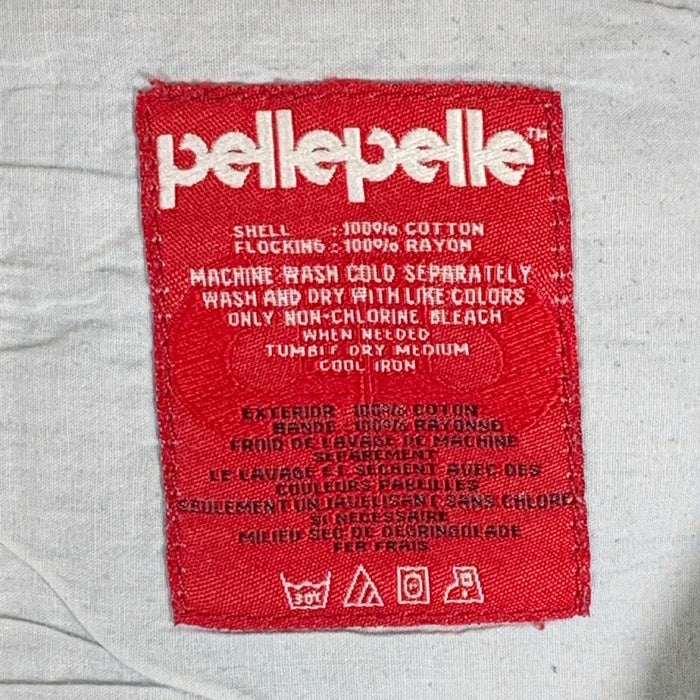 pellepelle™
SHELL : 100% COTTON
FLOCKING : 100% RAYON
MACHINE WASH COLD SEPARATELY
WASH AND DRY WITH LIKE COLORS
ONLY NON-CHLORINE BLEACH
WHEN NEEDED
TUMBLE DRY MEDIUM
COOL IRON
EXTERIOR : 100% COTON
BANDE : 100% RAYONNE
FROID DE LAVAGE DE MACHINE
SEPAREMENT
LE LAVAGE ET SECHENT AVEC DES
COULEURS PAREILLES
SEULEMENT UN JAVELISANT SANS CHLORE
SI NECESSAIRE
MILIEU SEC DE DEGRINGOLADE
FER FRAIS
30°C